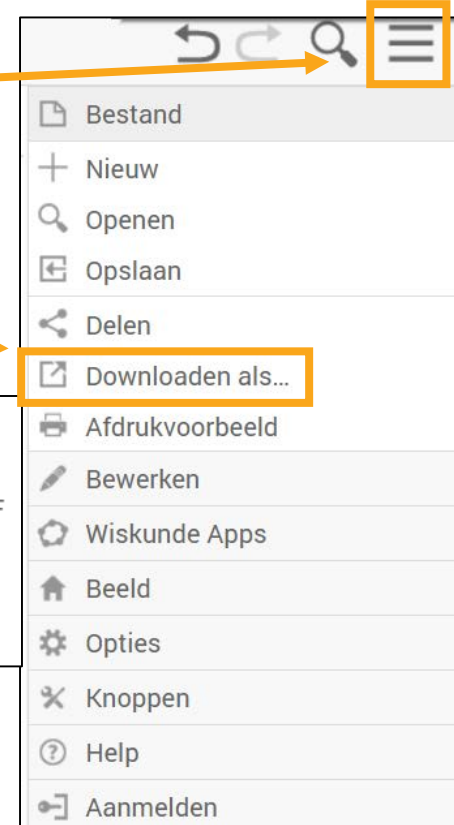 Bestand
Nieuw
Openen
Opslaan
Delen
Downloaden als...
Afdrukvoorbeeld
Bewerken
Wiskunde Apps
Beeld
Opties
Knoppen
Help
Aanmelden